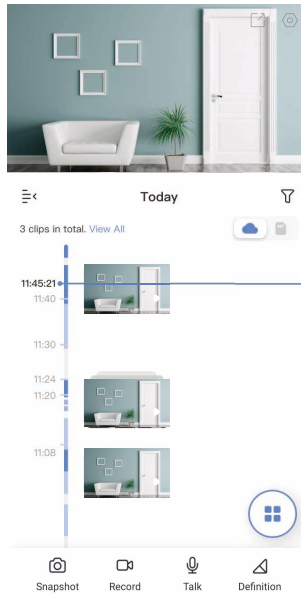 Today
3 clips in total. View All
11:45:21
11:40
11:30
11:24
11:20
11:08
Snapshot Record Talk Definition